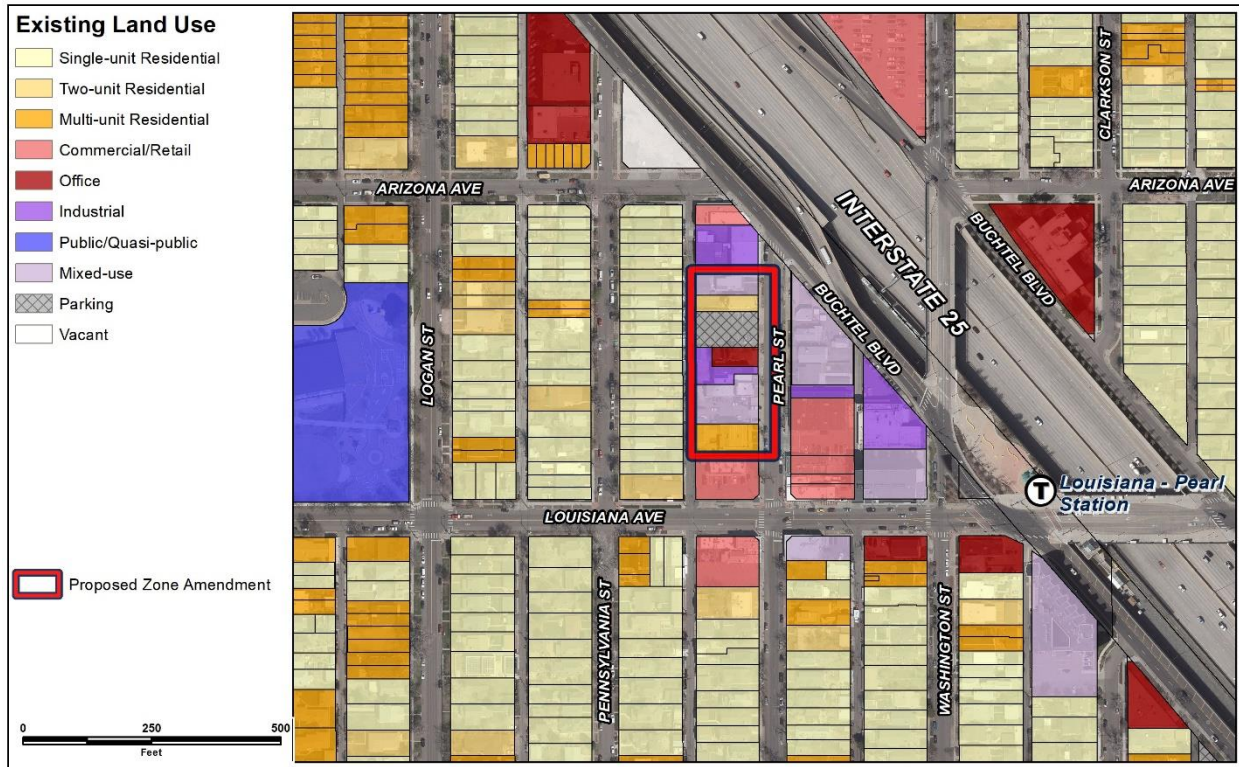 Existing Land Use
Single-unit Residential
Two-unit Residential
Multi-unit Residential
Commercial/Retail
Office
Industrial
Public/Quasi-public
Mixed-use
Parking
Vacant
Proposed Zone Amendment
0 250 500
Feet
CLARKSON ST
ARIZONA AVE
ARIZONA AVE
INTERSTATE 25
BUCHTEL BLVD
BUCHTEL BLVD
LOGAN ST
PEARL ST
Louisiana - Pearl
Station
T
LOUISIANA AVE
PENNSYLVANIA ST
WASHINGTON ST